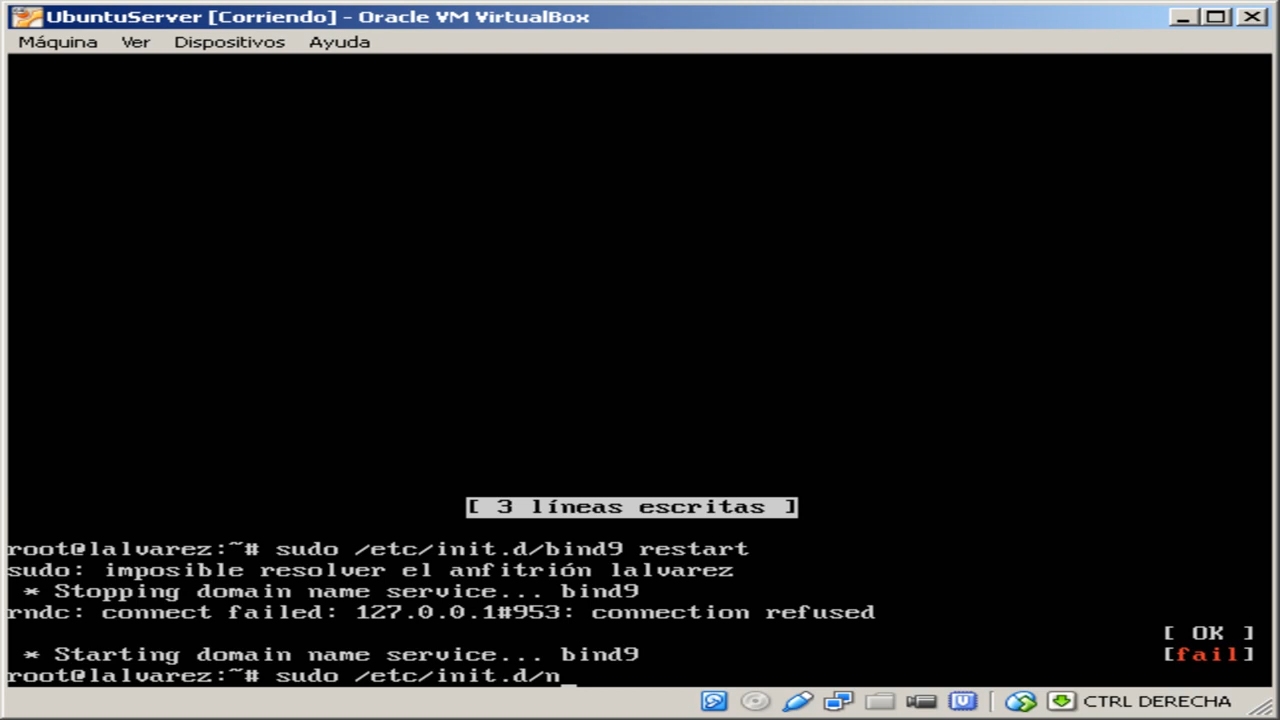 UbuntuServer [Corriendo] - Oracle VM VirtualBox
Máquina Ver Dispositivos Ayuda
[ 3 líneas escritas ]
root@lalvarez:~# sudo /etc/init.d/bind9 restart
sudo: imposible resolver el anfitrión lalvarez
* Stopping domain name service... bind9
rndc: connect failed: 127.0.0.1#953: connection refused
[ OK ]
* Starting domain name service... bind9 [fail]
root@lalvarez:~# sudo /etc/init.d/n_
CTRL DERECHA